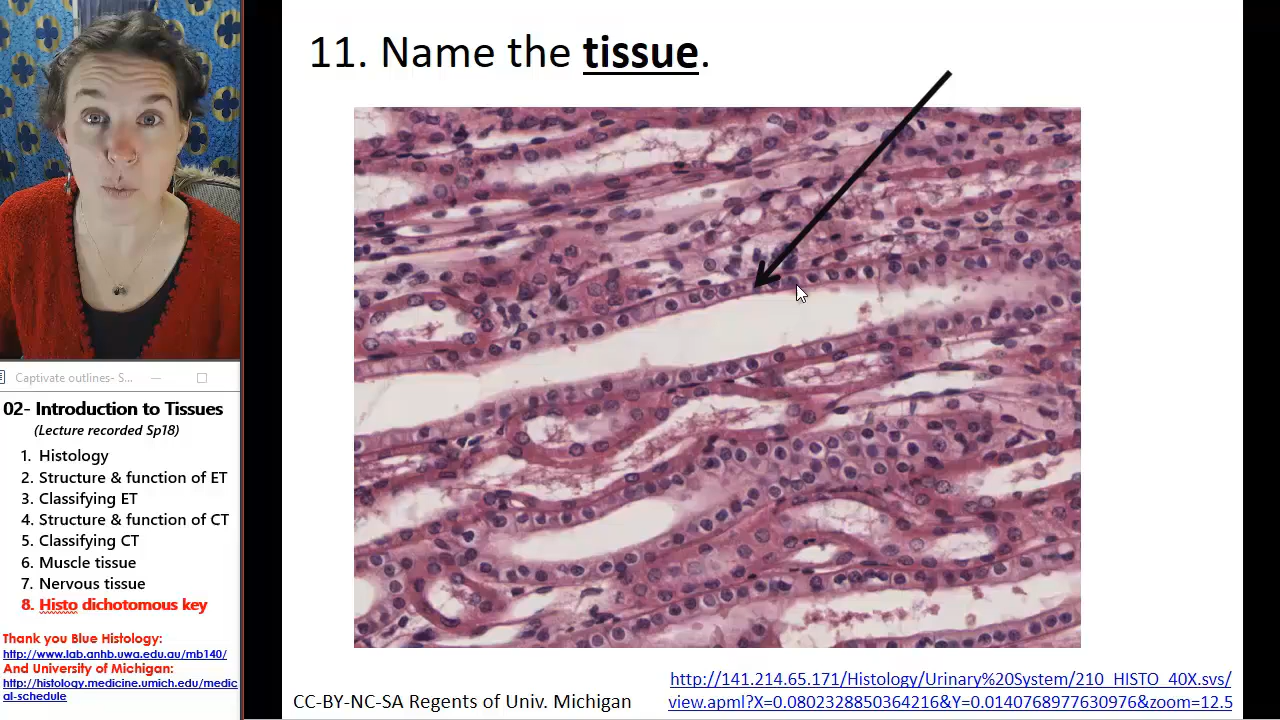 11. Name the tissue.
Captivate outlines- S...
02- Introduction to Tissues
(Lecture recorded Sp18)
1. Histology
2. Structure & function of ET
3. Classifying ET
4. Structure & function of CT
5. Classifying CT
6. Muscle tissue
7. Nervous tissue
8. Histo dichotomous key
Thank you Blue Histology:
http://www.lab.anhb.uwa.edu.au/mb140/
And University of Michigan:
http://histology.medicine.umich.edu/medic
al-schedule
CC-BY-NC-SA Regents of Univ. Michigan
http://141.214.65.171/Histology/Urinary%20System/210_HISTO_40X.svs/
view.apml?X=0.0802328850364216&Y=0.0140768977630976&zoom=12.5